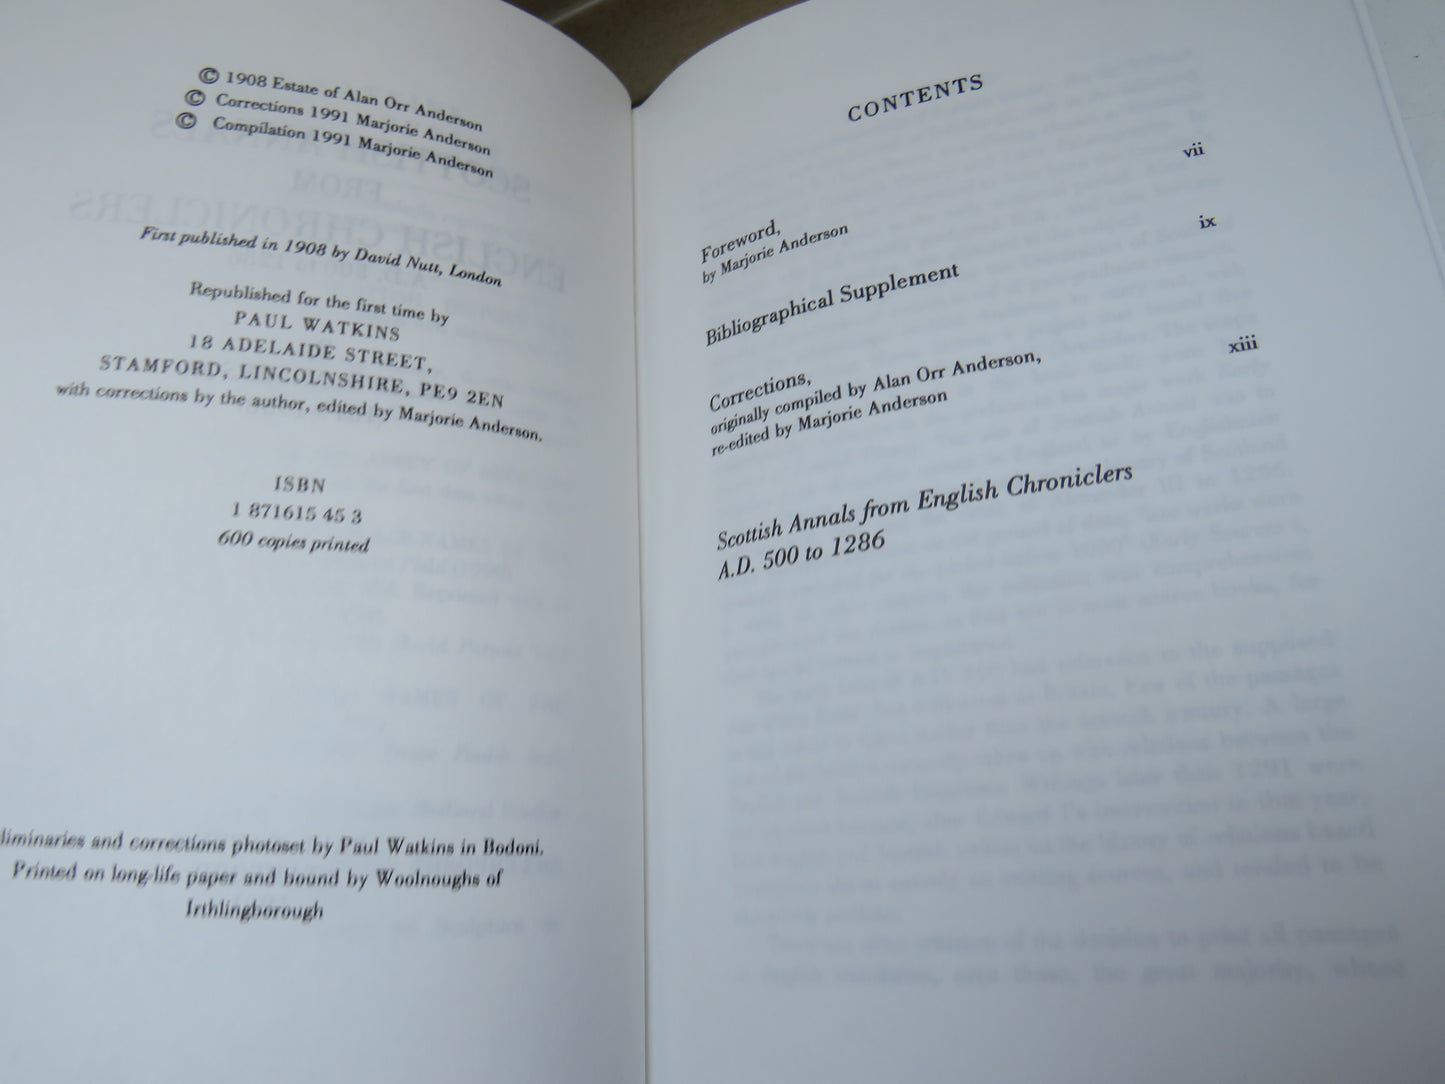 © 1908 Estate of Alan Orr Anderson
© Corrections 1991 Marjorie Anderson
© Compilation 1991 Marjorie Anderson
First published in 1908 by David Nutt, London
Republished for the first time by
PAUL WATKINS
18 ADELAIDE STREET,
STAMFORD, LINCOLNSHIRE, PE9 2EN
with corrections by the author, edited by Marjorie Anderson.
ISBN
1 871615 45 3
600 copies printed
liminaries and corrections photoset by Paul Watkins in Bodoni.
Printed on long-life paper and bound by Woolnoughs of
Irthlingborough
CONTENTS
vii
Foreword,
by Marjorie Anderson
ix
Bibliographical Supplement
xiii
Corrections,
originally compiled by Alan Orr Anderson,
re-edited by Marjorie Anderson
Scottish Annals from English Chroniclers
A.D. 500 to 1286